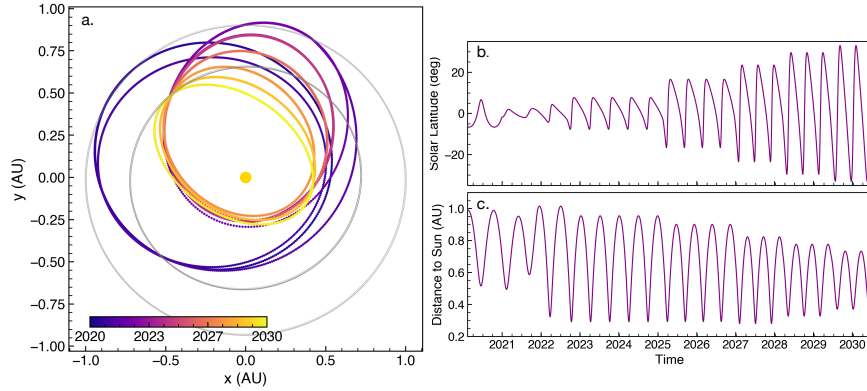 a.
y (AU)
1.00
0.75
0.50
0.25
0.00
−0.25
−0.50
−0.75
−1.00
2020 2023 2027 2030
−1.0 −0.5 0.0 0.5 1.0
x (AU)
b.
Solar Latitude (deg)
20
0
−20
c.
Distance to Sun (AU)
1.0
0.8
0.6
0.4
0.2
2021 2022 2023 2024 2025 2026 2027 2028 2029 2030
Time